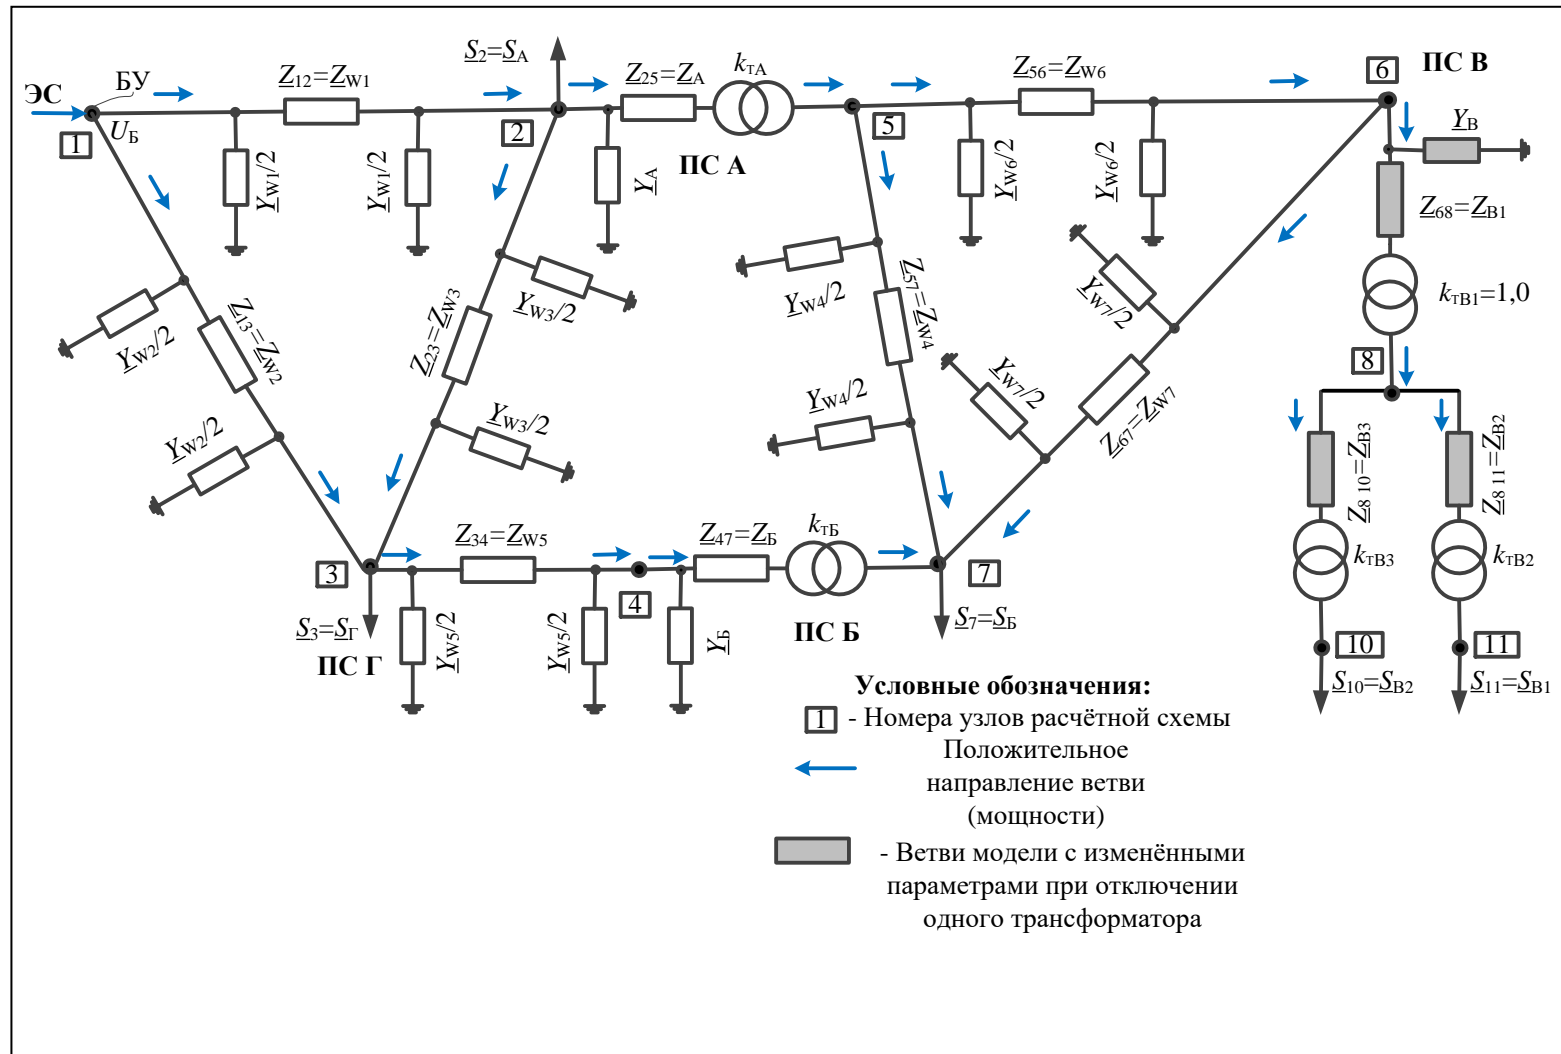 S2=SA
ЭС
БУ
Z12=ZW1
Z25=ZA
kтА
Z56=ZW6
6
ПС В
1
UБ
2
5
YВ
YW1/2
YW1/2
YА
ПС А
YW6/2
YW6/2
Z68=ZВ1
kтВ1=1,0
YW2/2
Z13=ZW2
Z23=ZW3
YW3/2
YW4/2
Z57=ZW4
YW7/2
8
YW2/2
YW3/2
YW4/2
YW7/2
Z67=ZW7
Z8 10=ZВ3
Z8 11=ZВ2
kтВ3
kтВ2
3
Z34=ZW5
4
Z47=ZБ
kтБ
7
S3=SГ
ПС Г
YW5/2
YW5/2
YБ
ПС Б
S7=SБ
10
11
S10=SВ2
S11=SВ1
Условные обозначения:
1 - Номера узлов расчётной схемы
Положительное
направление ветви
(мощности)
- Ветви модели с изменёнными
параметрами при отключении
одного трансформатора